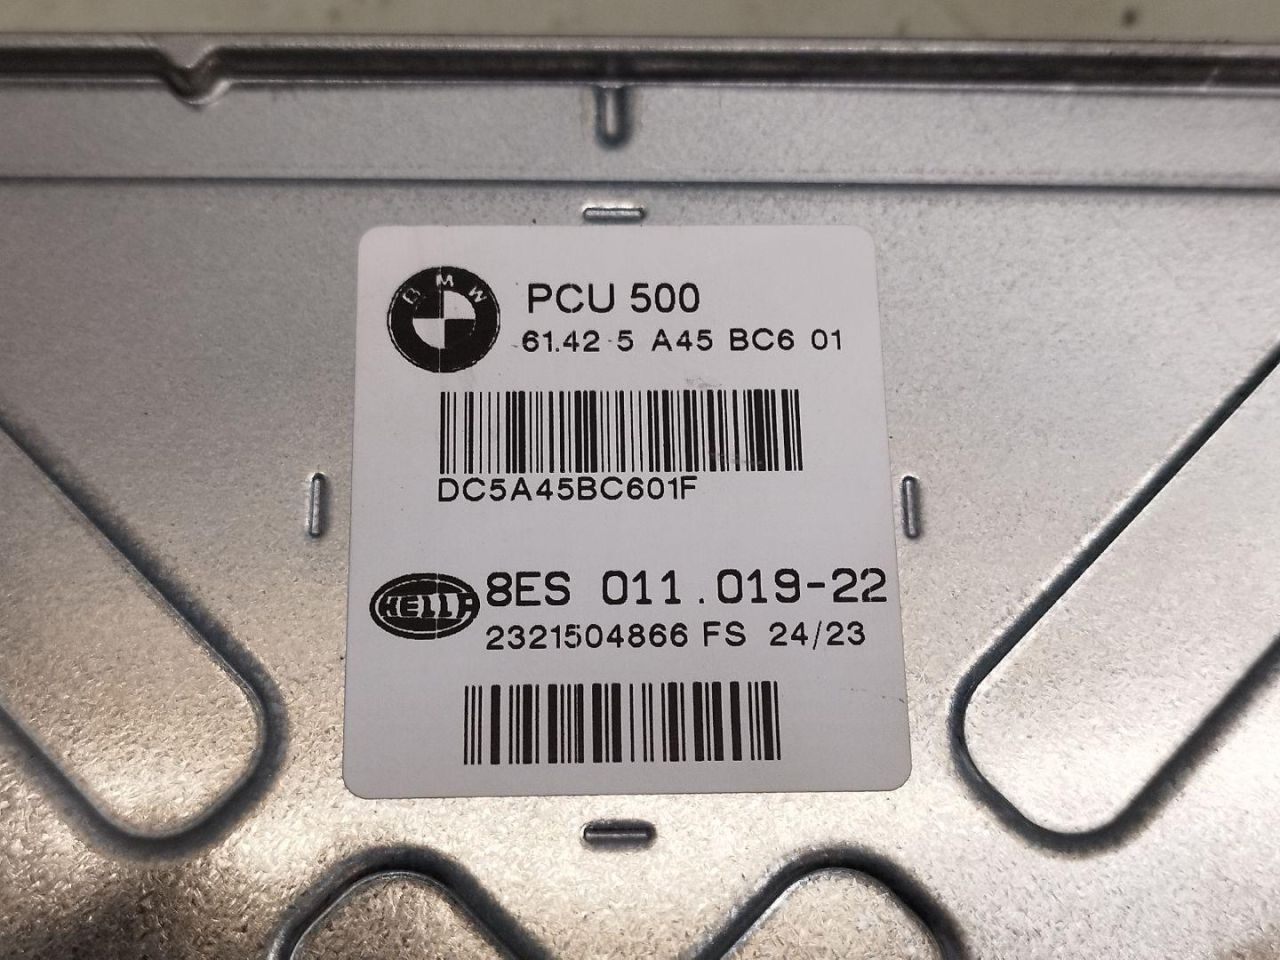 BMW
PCU 500
61.42-5 A45 BC6 01
DC5A45BC601F
HELLA
8ES 011.019-22
2321504866 FS 24/23